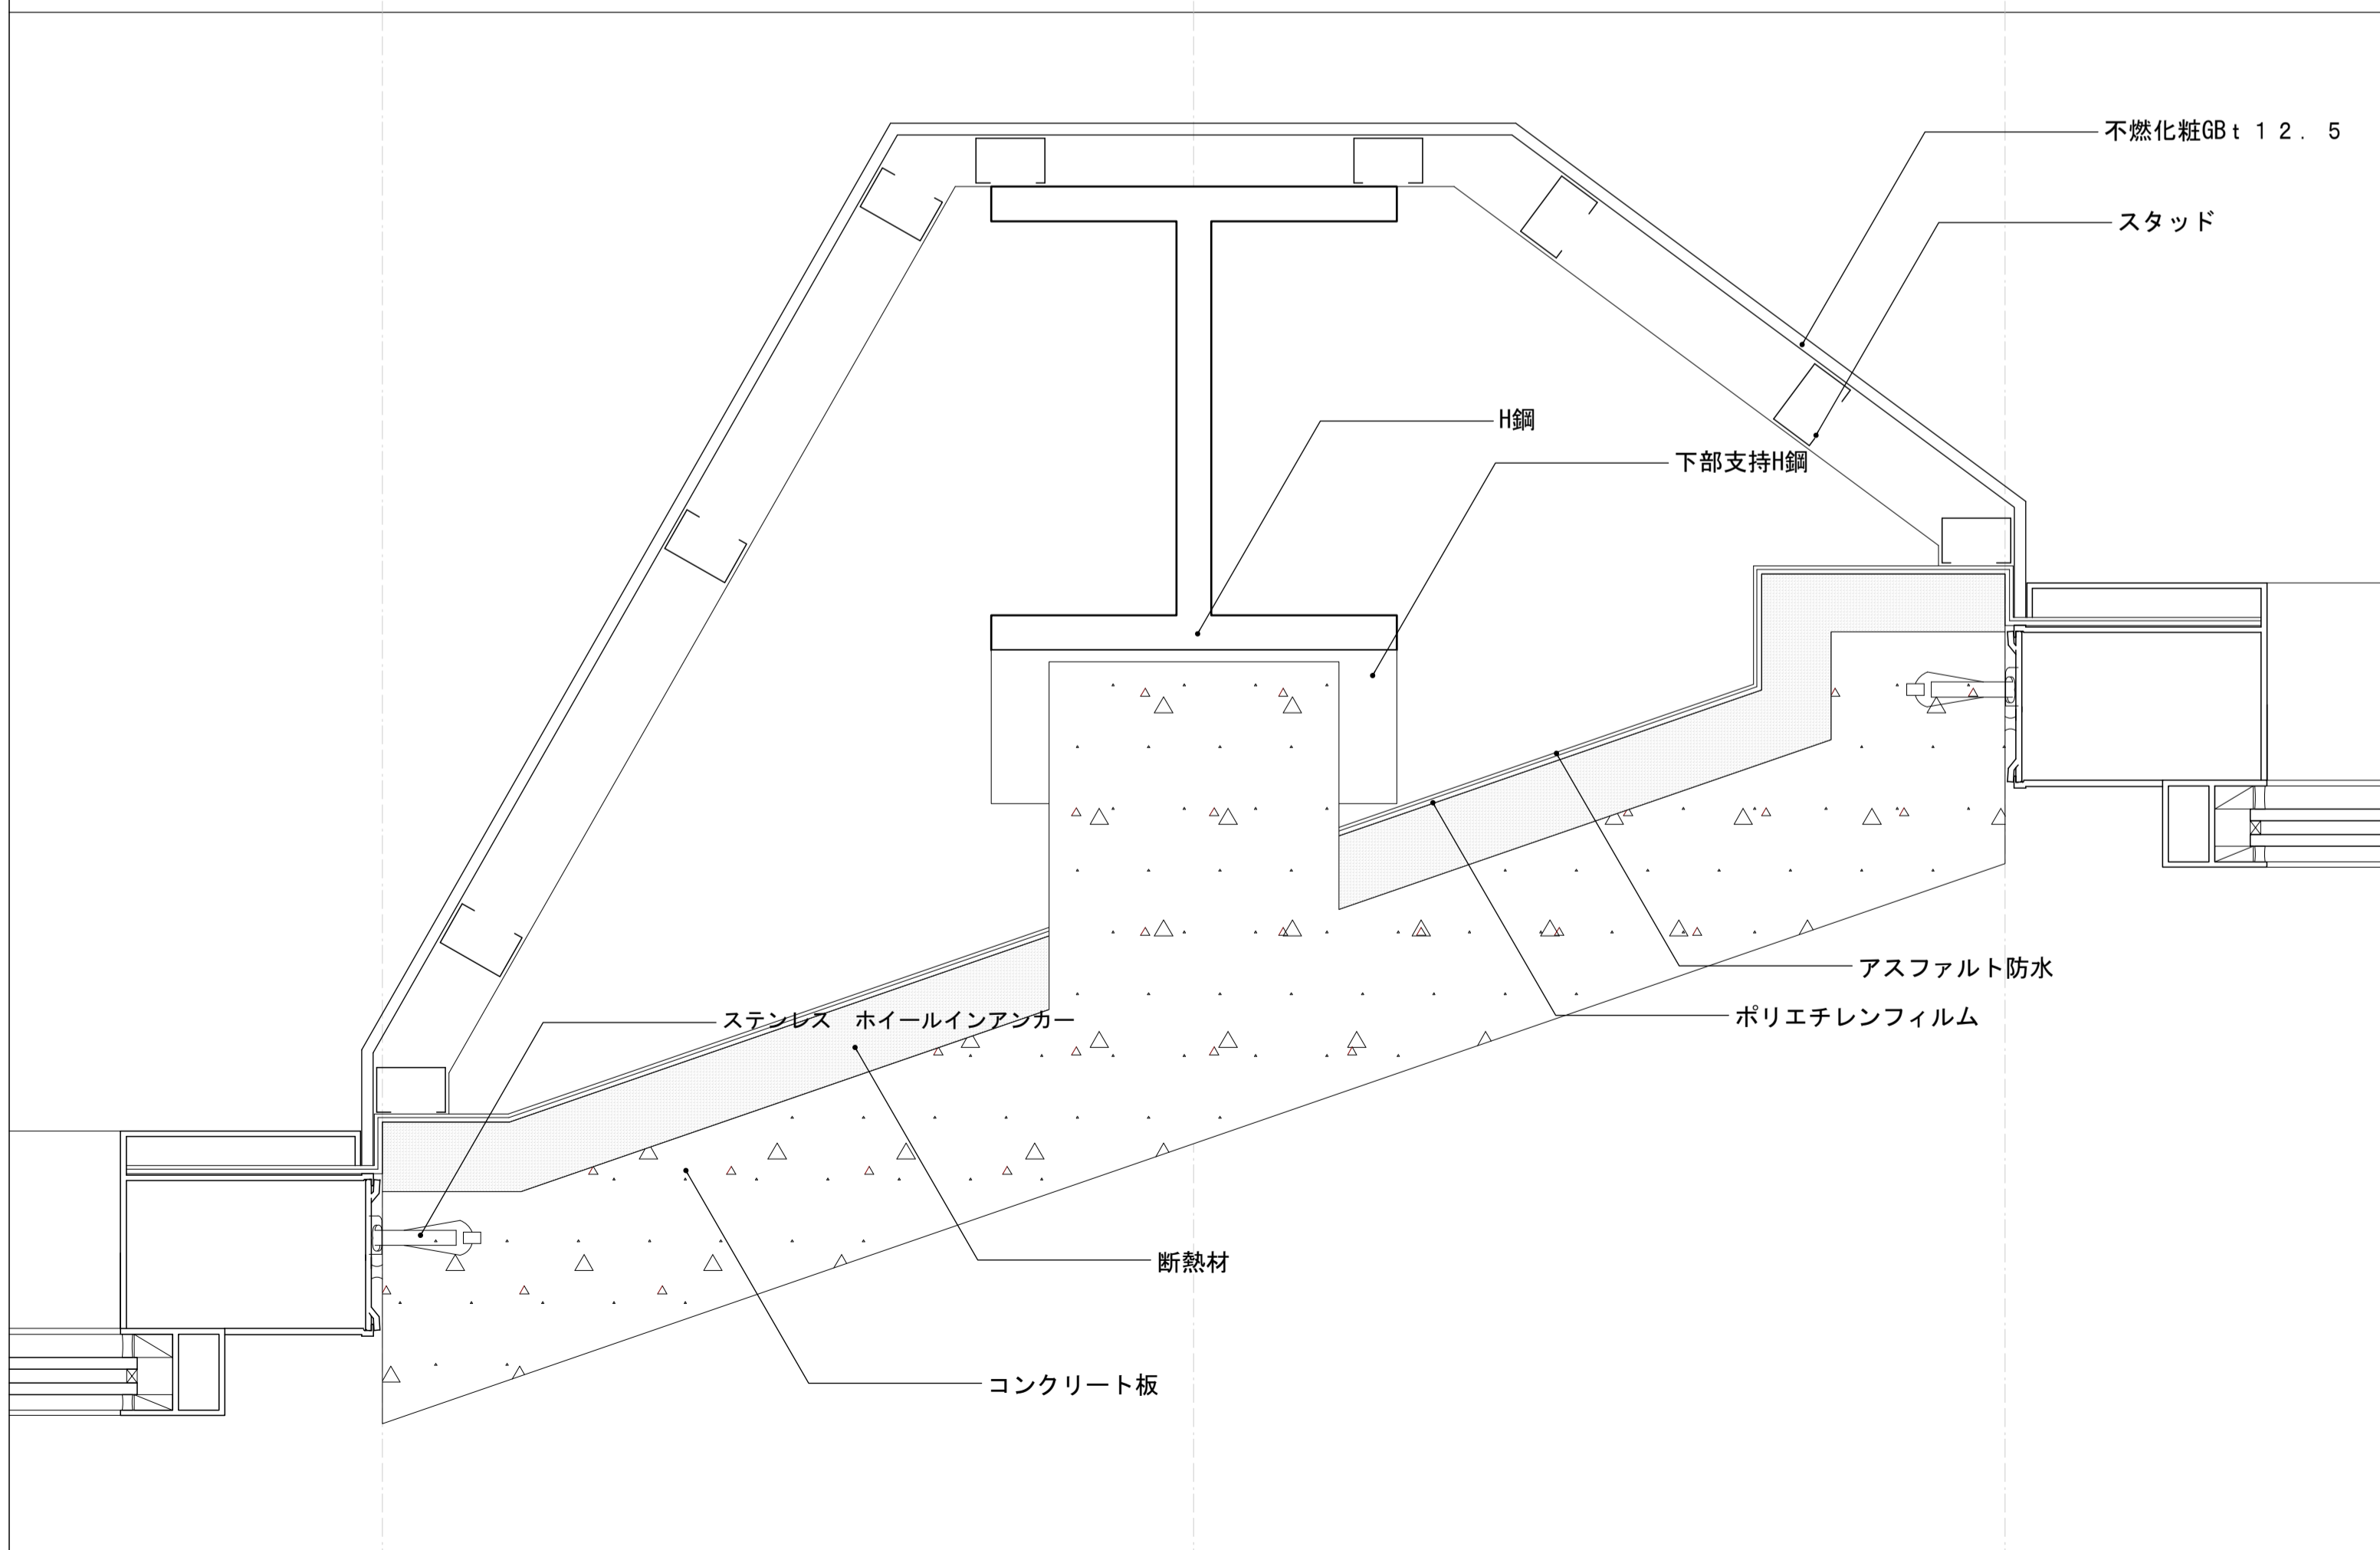 不燃化粧GBｔ１２．５
スタッド
H鋼
下部支持H鋼
アスファルト防水
ポリエチレンフィルム
ステンレス　ホイールインアンカー
断熱材
コンクリート板